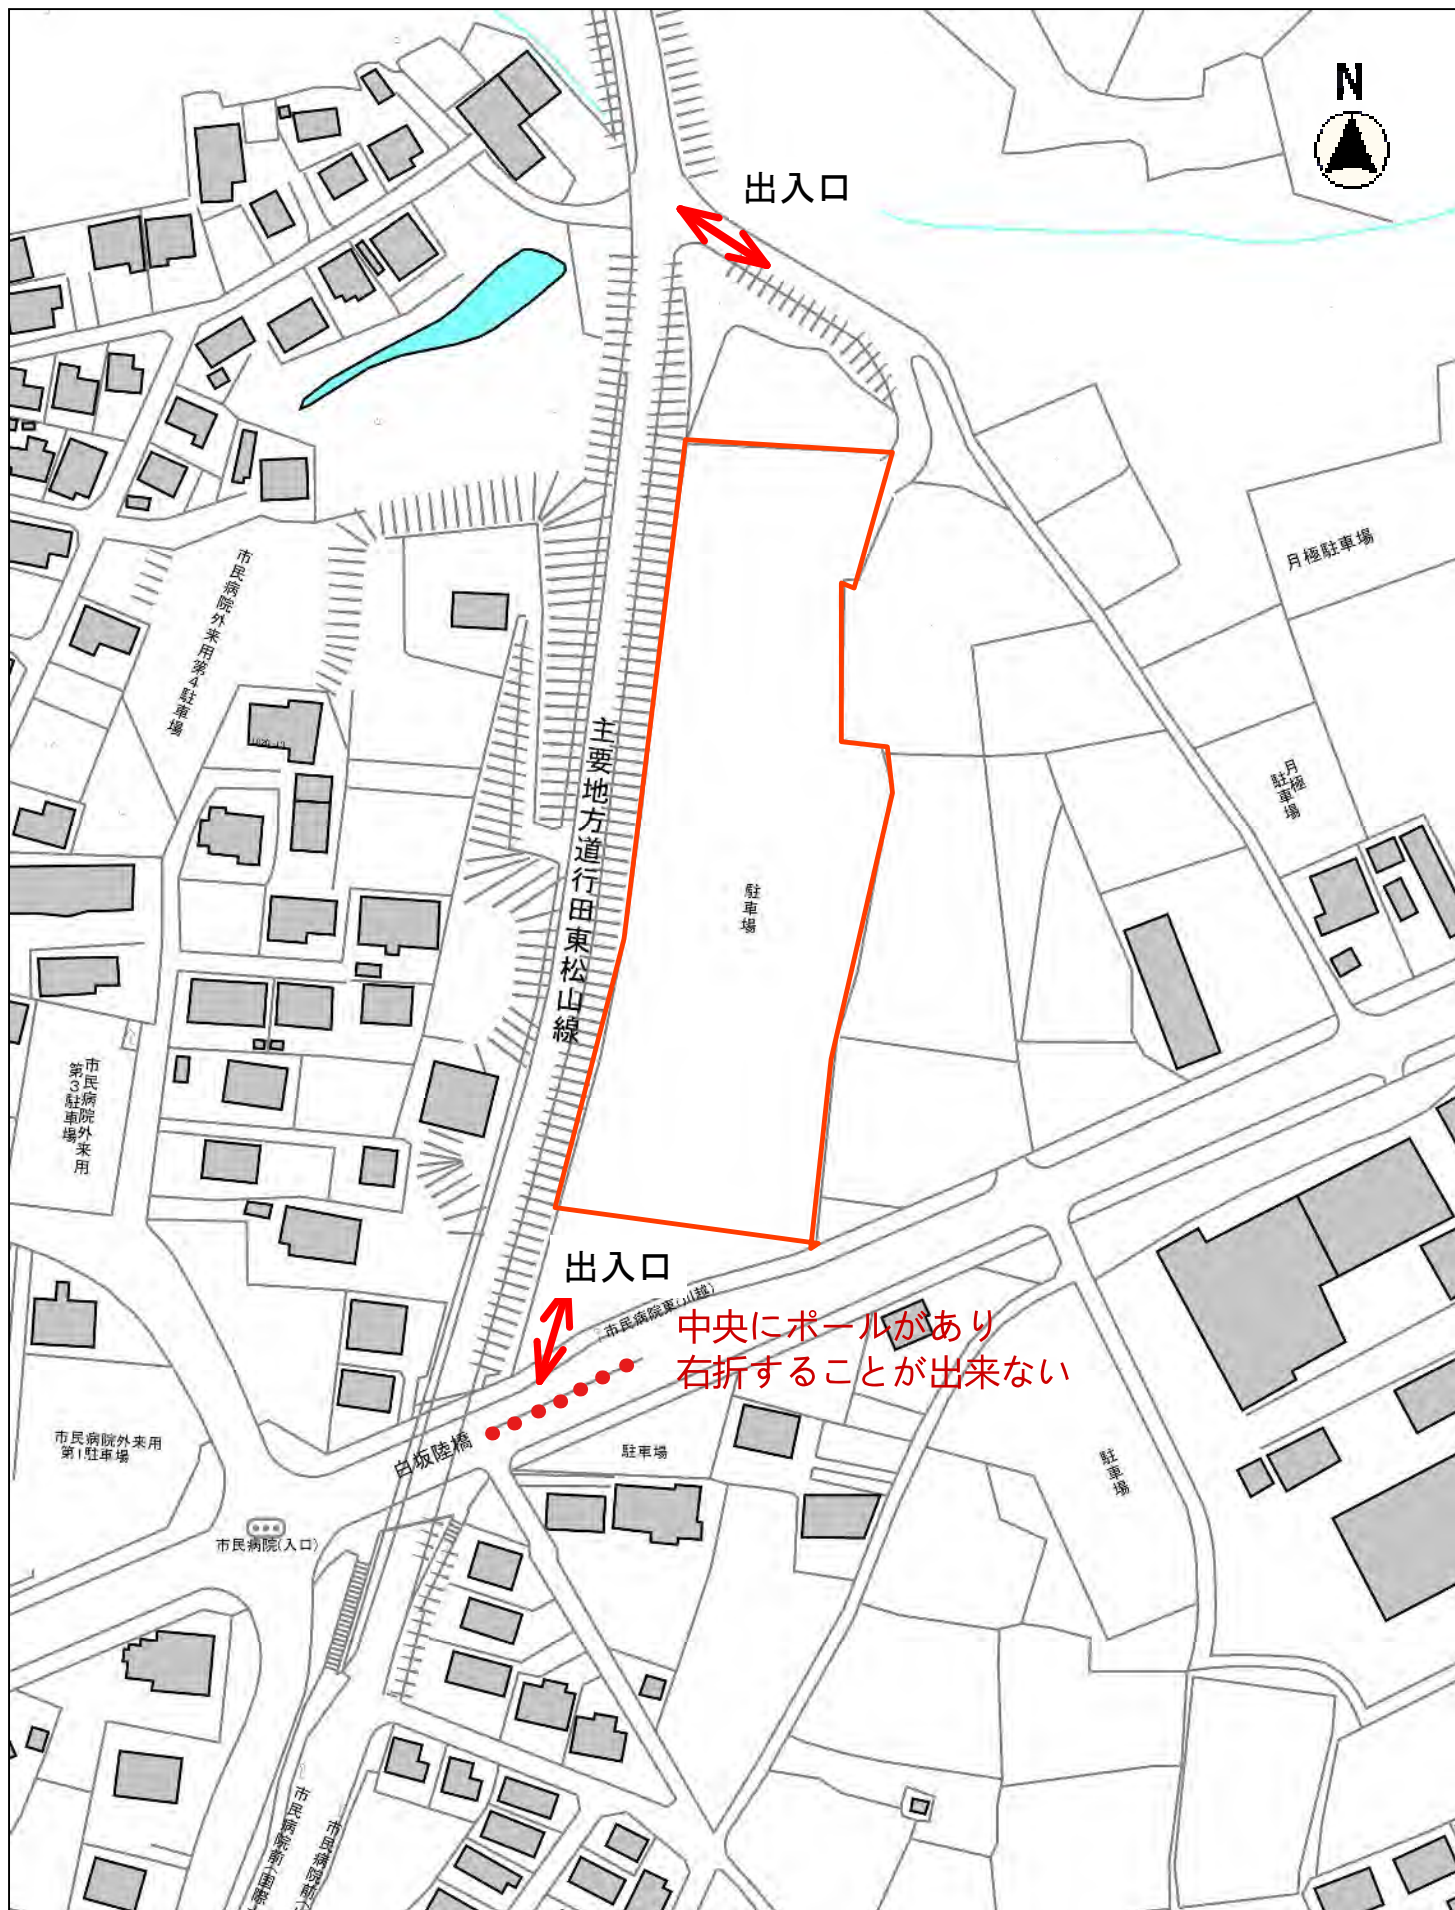 N
出入口
月極駐車場
市民病院外来用第4駐車場
主要地方道行田東松山線
月極
駐車場
駐車場
市民病院外来用
第3駐車場
出入口
市民病院東(川越)
中央にポールがあり
右折することが出来ない
白坂陸橋
駐車場
市民病院外来用
第1駐車場
駐車場
市民病院(入口)
市民病院前(国際
市民病院前